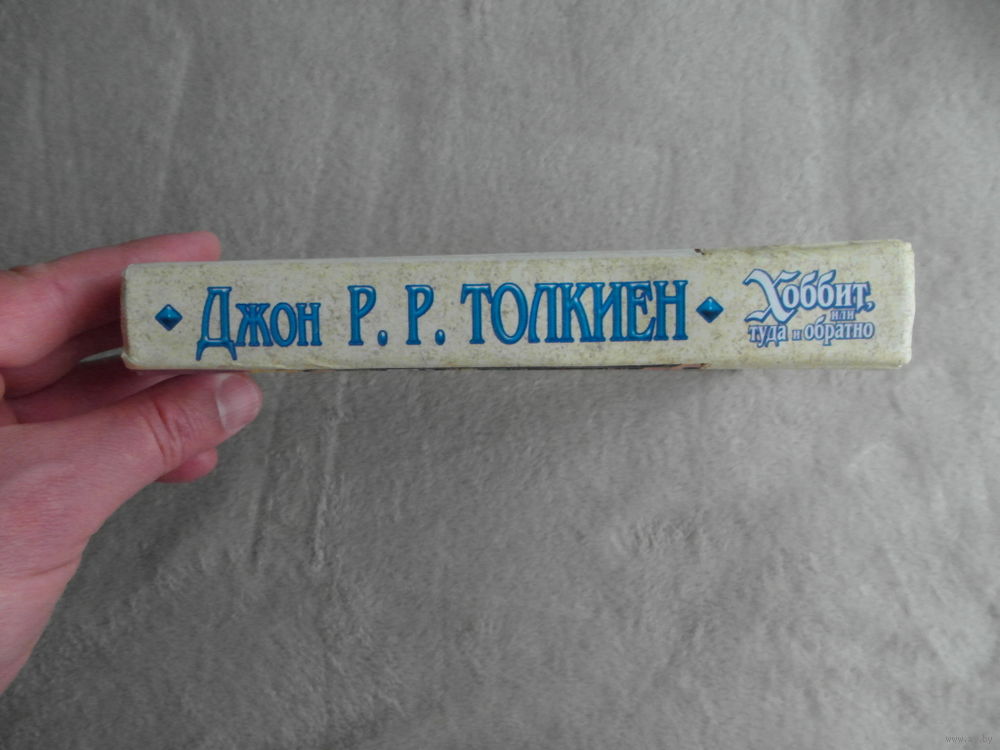 Джон Р. Р. ТОЛКИЕН
Хоббит,
или
туда и обратно